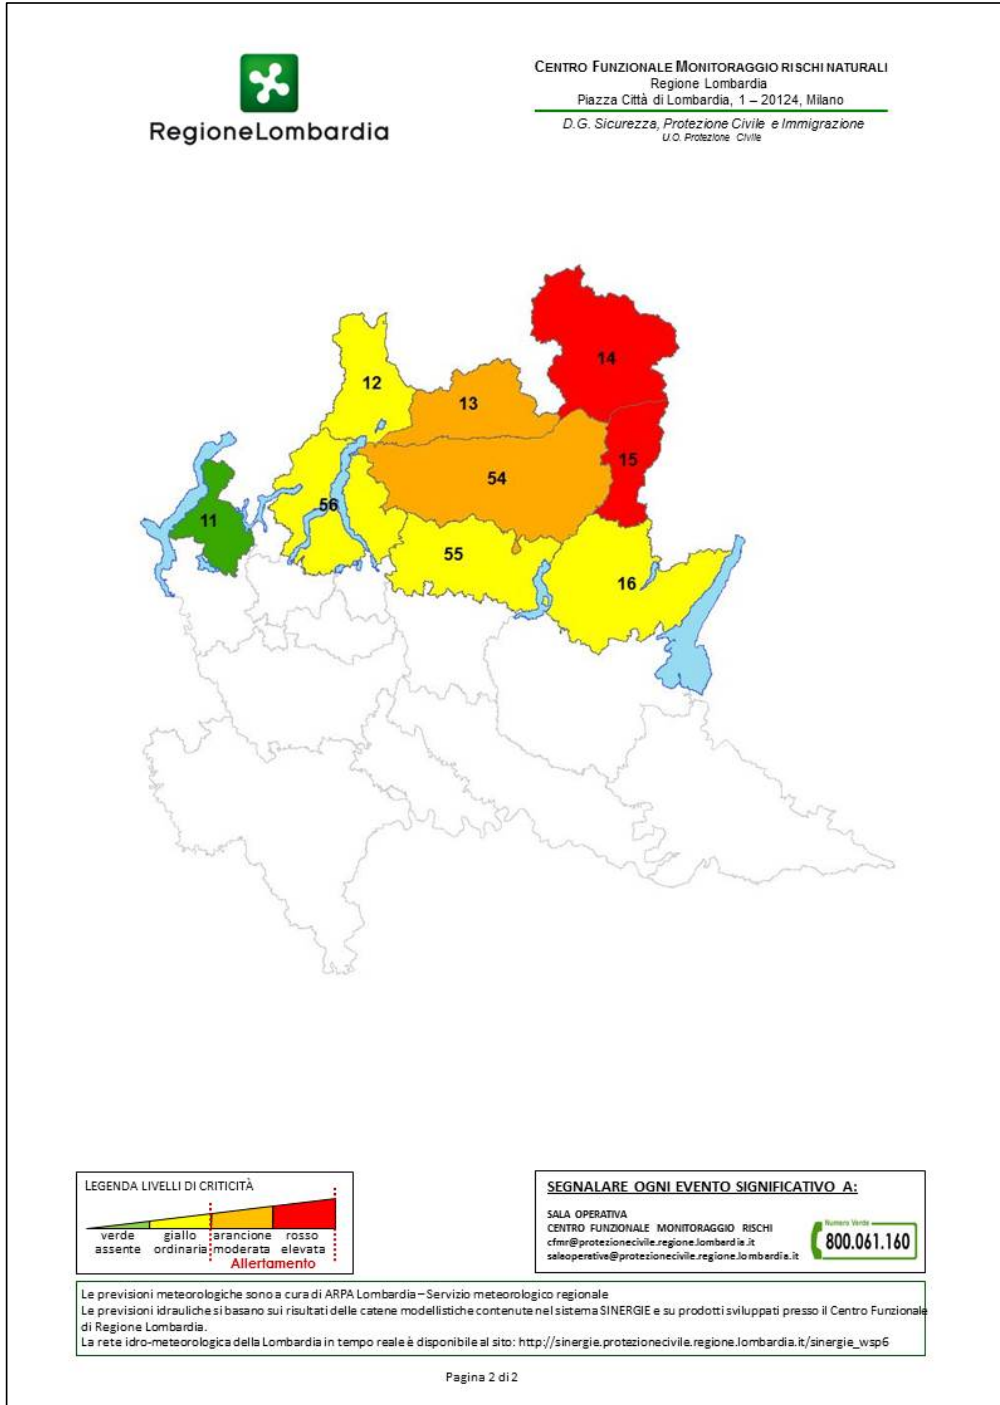 RegioneLombardia
CENTRO FUNZIONALE MONITORAGGIO RISCHI NATURALI
Regione Lombardia
Piazza Città di Lombardia, 1 – 20124, Milano
D.G. Sicurezza, Protezione Civile e Immigrazione
U.O. Protezione Civile
14
12
13
15
54
56
11
55
16
LEGENDA LIVELLI DI CRITICITÀ
verde giallo arancione rosso
assente ordinaria moderata elevata
Allertamento
SEGNALARE OGNI EVENTO SIGNIFICATIVO A:
SALA OPERATIVA
CENTRO FUNZIONALE MONITORAGGIO RISCHI
cfmr@protezionecivile.regione.lombardia.it
salaoperativa@protezionecivile.regione.lombardia.it
Numero Verde
800.061.160
Le previsioni meteorologiche sono a cura di ARPA Lombardia – Servizio meteorologico regionale
Le previsioni idrauliche si basano sui risultati delle catene modellistiche contenute nel sistema SINERGIE e su prodotti sviluppati presso il Centro Funzionale
di Regione Lombardia.
La rete idro-meteorologica della Lombardia in tempo reale è disponibile al sito: http://sinergie.protezionecivile.regione.lombardia.it/sinergie_wsp6
Pagina 2 di 2